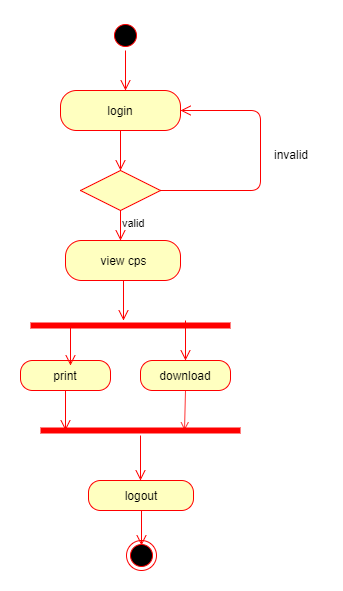 login
invalid
valid
view cps
print
download
logout